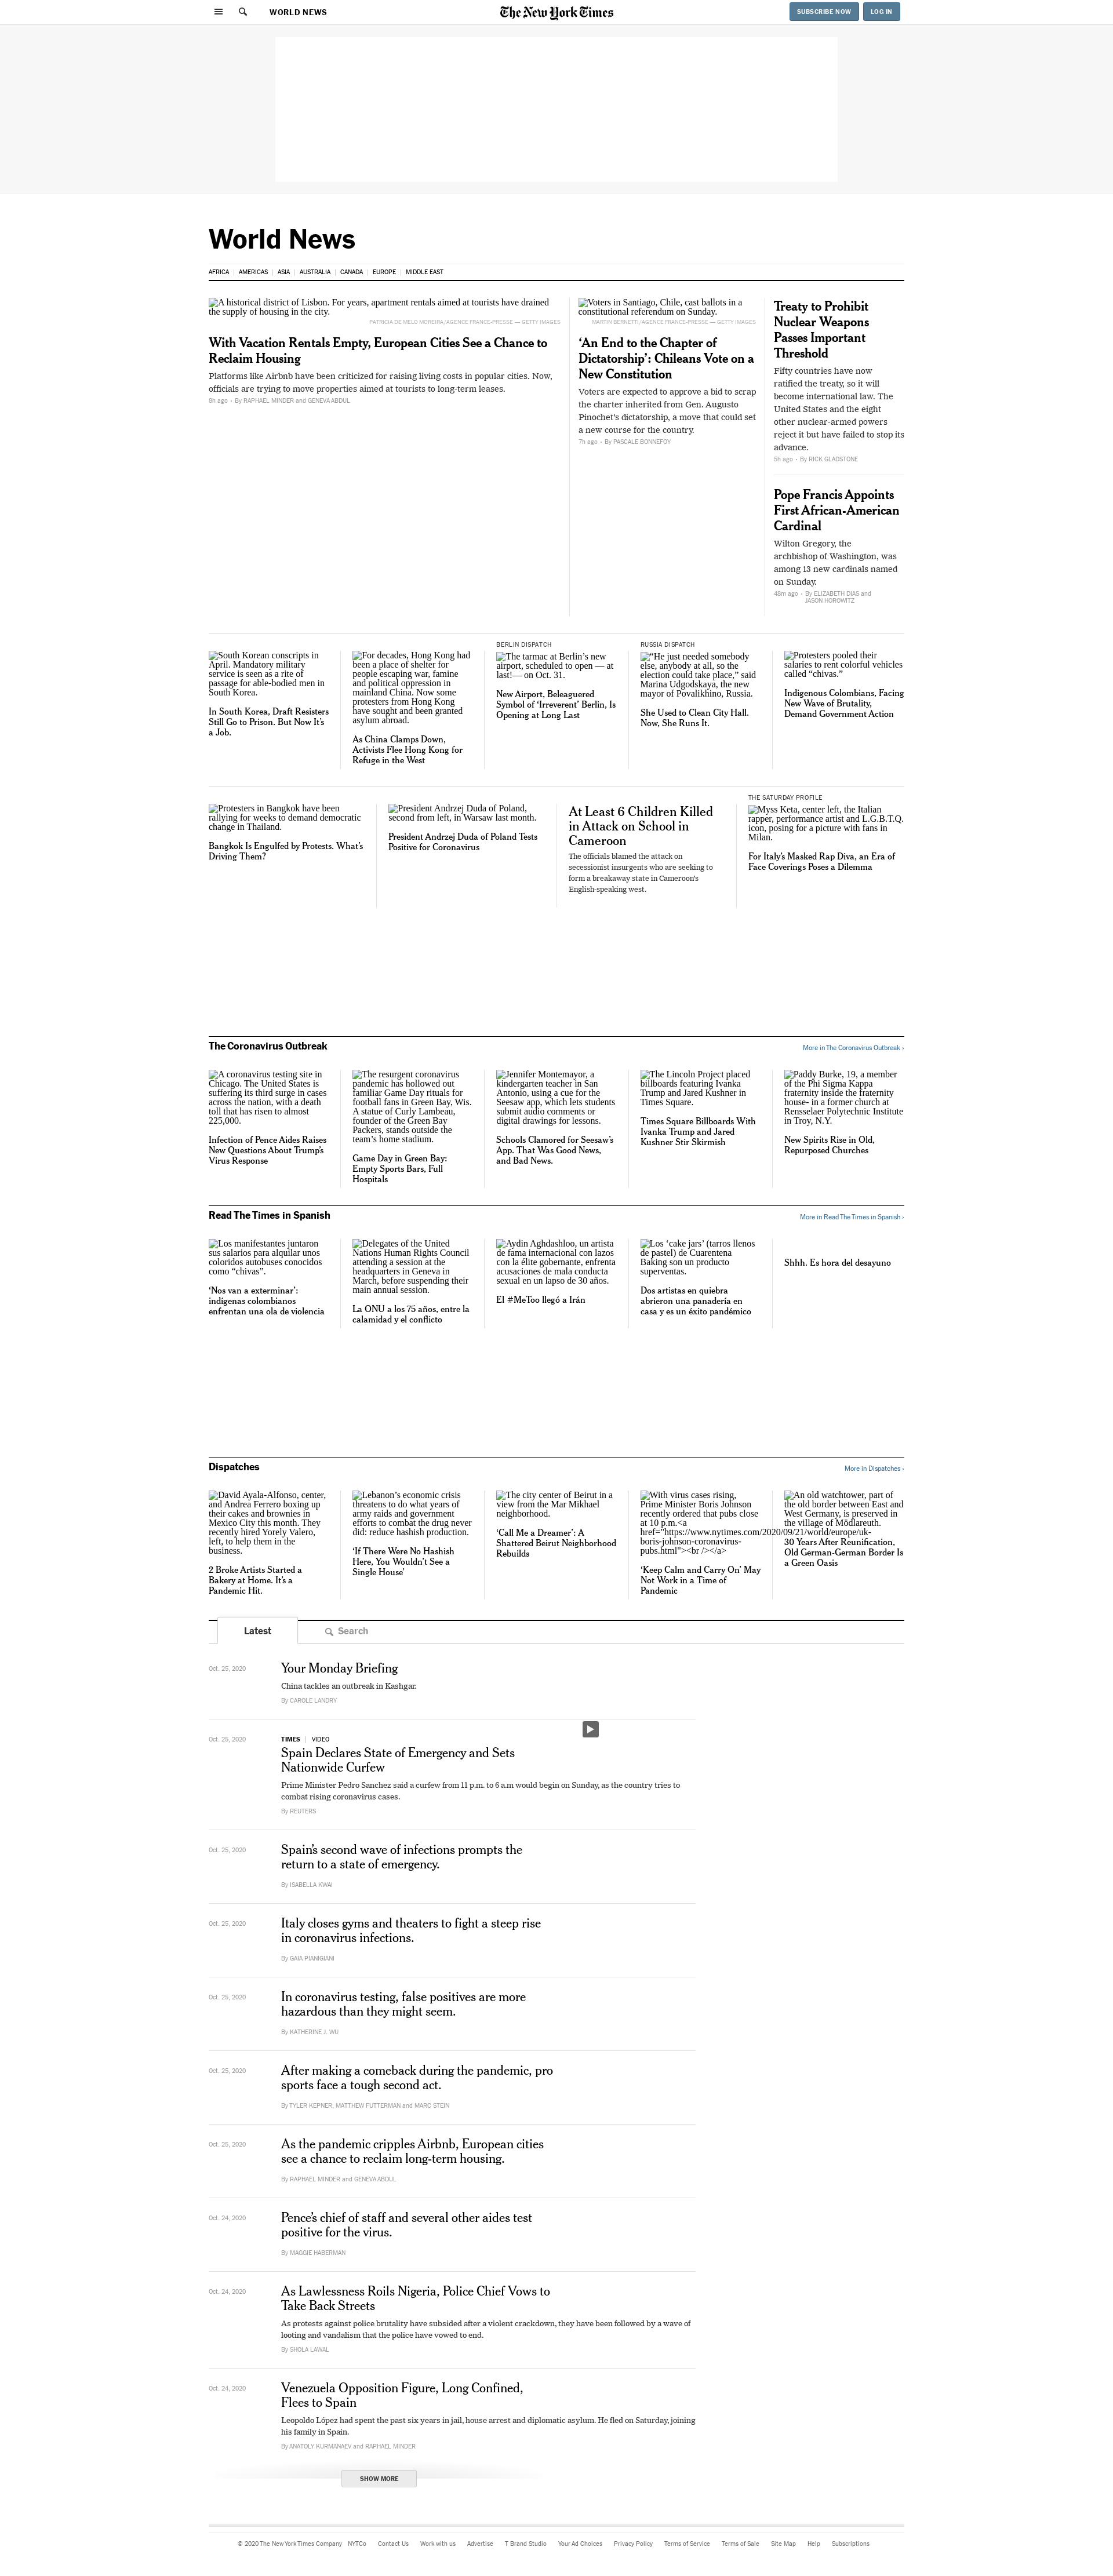 WORLD NEWS
The New York Times
SUBSCRIBE NOW
LOG IN
World News
AFRICA
AMERICAS
ASIA
AUSTRALIA
CANADA
EUROPE
MIDDLE EAST
A historical district of Lisbon. For years, apartment rentals aimed at tourists have drained
the supply of housing in the city.
PATRICIA DE MELO MOREIRA/AGENCE FRANCE-PRESSE — GETTY IMAGES
With Vacation Rentals Empty, European Cities See a Chance to
Reclaim Housing
Platforms like Airbnb have been criticized for raising living costs in popular cities. Now,
officials are trying to move properties aimed at tourists to long-term leases.
8h ago • By RAPHAEL MINDER and GENEVA ABDUL
Voters in Santiago, Chile, cast ballots in a
constitutional referendum on Sunday.
MARTIN BERNETTI/AGENCE FRANCE-PRESSE — GETTY IMAGES
‘An End to the Chapter of
Dictatorship’: Chileans Vote on a
New Constitution
Voters are expected to approve a bid to scrap
the charter inherited from Gen. Augusto
Pinochet’s dictatorship, a move that could set
a new course for the country.
7h ago • By PASCALE BONNEFOY
Treaty to Prohibit
Nuclear Weapons
Passes Important
Threshold
Fifty countries have now
ratified the treaty, so it will
become international law. The
United States and the eight
other nuclear-armed powers
reject it but have failed to stop its
advance.
5h ago • By RICK GLADSTONE
Pope Francis Appoints
First African-American
Cardinal
Wilton Gregory, the
archbishop of Washington, was
among 13 new cardinals named
on Sunday.
48m ago • By ELIZABETH DIAS and
JASON HOROWITZ
South Korean conscripts in
April. Mandatory military
service is seen as a rite of
passage for able-bodied men in
South Korea.
In South Korea, Draft Resisters
Still Go to Prison. But Now It’s
a Job.
For decades, Hong Kong had
been a place of shelter for
people escaping war, famine
and political oppression in
mainland China. Now some
protesters from Hong Kong
have sought and been granted
asylum abroad.
As China Clamps Down,
Activists Flee Hong Kong for
Refuge in the West
BERLIN DISPATCH
The tarmac at Berlin’s new
airport, scheduled to open — at
last!— on Oct. 31.
New Airport, Beleaguered
Symbol of ‘Irreverent’ Berlin, Is
Opening at Long Last
RUSSIA DISPATCH
“He just needed somebody
else, anybody at all, so the
election could take place,” said
Marina Udgodskaya, the new
mayor of Povalikhino, Russia.
She Used to Clean City Hall.
Now, She Runs It.
Protesters pooled their
salaries to rent colorful vehicles
called “chivas.”
Indigenous Colombians, Facing
New Wave of Brutality,
Demand Government Action
Protesters in Bangkok have been
rallying for weeks to demand democratic
change in Thailand.
Bangkok Is Engulfed by Protests. What’s
Driving Them?
President Andrzej Duda of Poland,
second from left, in Warsaw last month.
President Andrzej Duda of Poland Tests
Positive for Coronavirus
At Least 6 Children Killed
in Attack on School in
Cameroon
The officials blamed the attack on
secessionist insurgents who are seeking to
form a breakaway state in Cameroon’s
English-speaking west.
THE SATURDAY PROFILE
Myss Keta, center left, the Italian
rapper, performance artist and L.G.B.T.Q.
icon, posing for a picture with fans in
Milan.
For Italy’s Masked Rap Diva, an Era of
Face Coverings Poses a Dilemma
The Coronavirus Outbreak
More in The Coronavirus Outbreak ›
A coronavirus testing site in
Chicago. The United States is
suffering its third surge in cases
across the nation, with a death
toll that has risen to almost
225,000.
Infection of Pence Aides Raises
New Questions About Trump’s
Virus Response
The resurgent coronavirus
pandemic has hollowed out
familiar Game Day rituals for
football fans in Green Bay, Wis.
A statue of Curly Lambeau,
founder of the Green Bay
Packers, stands outside the
team’s home stadium.
Game Day in Green Bay:
Empty Sports Bars, Full
Hospitals
Jennifer Montemayor, a
kindergarten teacher in San
Antonio, using a cue for the
Seesaw app, which lets students
submit audio comments or
digital drawings for lessons.
Schools Clamored for Seesaw’s
App. That Was Good News,
and Bad News.
The Lincoln Project placed
billboards featuring Ivanka
Trump and Jared Kushner in
Times Square.
Times Square Billboards With
Ivanka Trump and Jared
Kushner Stir Skirmish
Paddy Burke, 19, a member
of the Phi Sigma Kappa
fraternity inside the fraternity
house- in a former church at
Rensselaer Polytechnic Institute
in Troy, N.Y.
New Spirits Rise in Old,
Repurposed Churches
Read The Times in Spanish
More in Read The Times in Spanish ›
Los manifestantes juntaron
sus salarios para alquilar unos
coloridos autobuses conocidos
como “chivas”.
‘Nos van a exterminar’:
indígenas colombianos
enfrentan una ola de violencia
Delegates of the United
Nations Human Rights Council
attending a session at the
headquarters in Geneva in
March, before suspending their
main annual session.
La ONU a los 75 años, entre la
calamidad y el conflicto
Aydin Aghdashloo, un artista
de fama internacional con lazos
con la élite gobernante, enfrenta
acusaciones de mala conducta
sexual en un lapso de 30 años.
El #MeToo llegó a Irán
Los ‘cake jars’ (tarros llenos
de pastel) de Cuarentena
Baking son un producto
superventas.
Dos artistas en quiebra
abrieron una panadería en
casa y es un éxito pandémico
Shhh. Es hora del desayuno
Dispatches
More in Dispatches ›
David Ayala-Alfonso, center,
and Andrea Ferrero boxing up
their cakes and brownies in
Mexico City this month. They
recently hired Yorely Valero,
left, to help them in the
business.
2 Broke Artists Started a
Bakery at Home. It’s a
Pandemic Hit.
Lebanon’s economic crisis
threatens to do what years of
army raids and government
efforts to combat the drug never
did: reduce hashish production.
‘If There Were No Hashish
Here, You Wouldn’t See a
Single House’
The city center of Beirut in a
view from the Mar Mikhael
neighborhood.
‘Call Me a Dreamer’: A
Shattered Beirut Neighborhood
Rebuilds
With virus cases rising,
Prime Minister Boris Johnson
recently ordered that pubs close
at 10 p.m.<a
href="https://www.nytimes.com/2020/09/21/world/europe/uk-
boris-johnson-coronavirus-
pubs.html"><br /></a>
‘Keep Calm and Carry On’ May
Not Work in a Time of
Pandemic
An old watchtower, part of
the old border between East and
West Germany, is preserved in
the village of Mödlareuth.
30 Years After Reunification,
Old German-German Border Is
a Green Oasis
Latest
Search
Oct. 25, 2020
Your Monday Briefing
China tackles an outbreak in Kashgar.
By CAROLE LANDRY
Oct. 25, 2020
TIMES | VIDEO
Spain Declares State of Emergency and Sets
Nationwide Curfew
Prime Minister Pedro Sanchez said a curfew from 11 p.m. to 6 a.m would begin on Sunday, as the country tries to
combat rising coronavirus cases.
By REUTERS
Oct. 25, 2020
Spain’s second wave of infections prompts the
return to a state of emergency.
By ISABELLA KWAI
Oct. 25, 2020
Italy closes gyms and theaters to fight a steep rise
in coronavirus infections.
By GAIA PIANIGIANI
Oct. 25, 2020
In coronavirus testing, false positives are more
hazardous than they might seem.
By KATHERINE J. WU
Oct. 25, 2020
After making a comeback during the pandemic, pro
sports face a tough second act.
By TYLER KEPNER, MATTHEW FUTTERMAN and MARC STEIN
Oct. 25, 2020
As the pandemic cripples Airbnb, European cities
see a chance to reclaim long-term housing.
By RAPHAEL MINDER and GENEVA ABDUL
Oct. 24, 2020
Pence’s chief of staff and several other aides test
positive for the virus.
By MAGGIE HABERMAN
Oct. 24, 2020
As Lawlessness Roils Nigeria, Police Chief Vows to
Take Back Streets
As protests against police brutality have subsided after a violent crackdown, they have been followed by a wave of
looting and vandalism that the police have vowed to end.
By SHOLA LAWAL
Oct. 24, 2020
Venezuela Opposition Figure, Long Confined,
Flees to Spain
Leopoldo López had spent the past six years in jail, house arrest and diplomatic asylum. He fled on Saturday, joining
his family in Spain.
By ANATOLY KURMANAEV and RAPHAEL MINDER
SHOW MORE
© 2020 The New York Times Company
NYTCo
Contact Us
Work with us
Advertise
T Brand Studio
Your Ad Choices
Privacy Policy
Terms of Service
Terms of Sale
Site Map
Help
Subscriptions